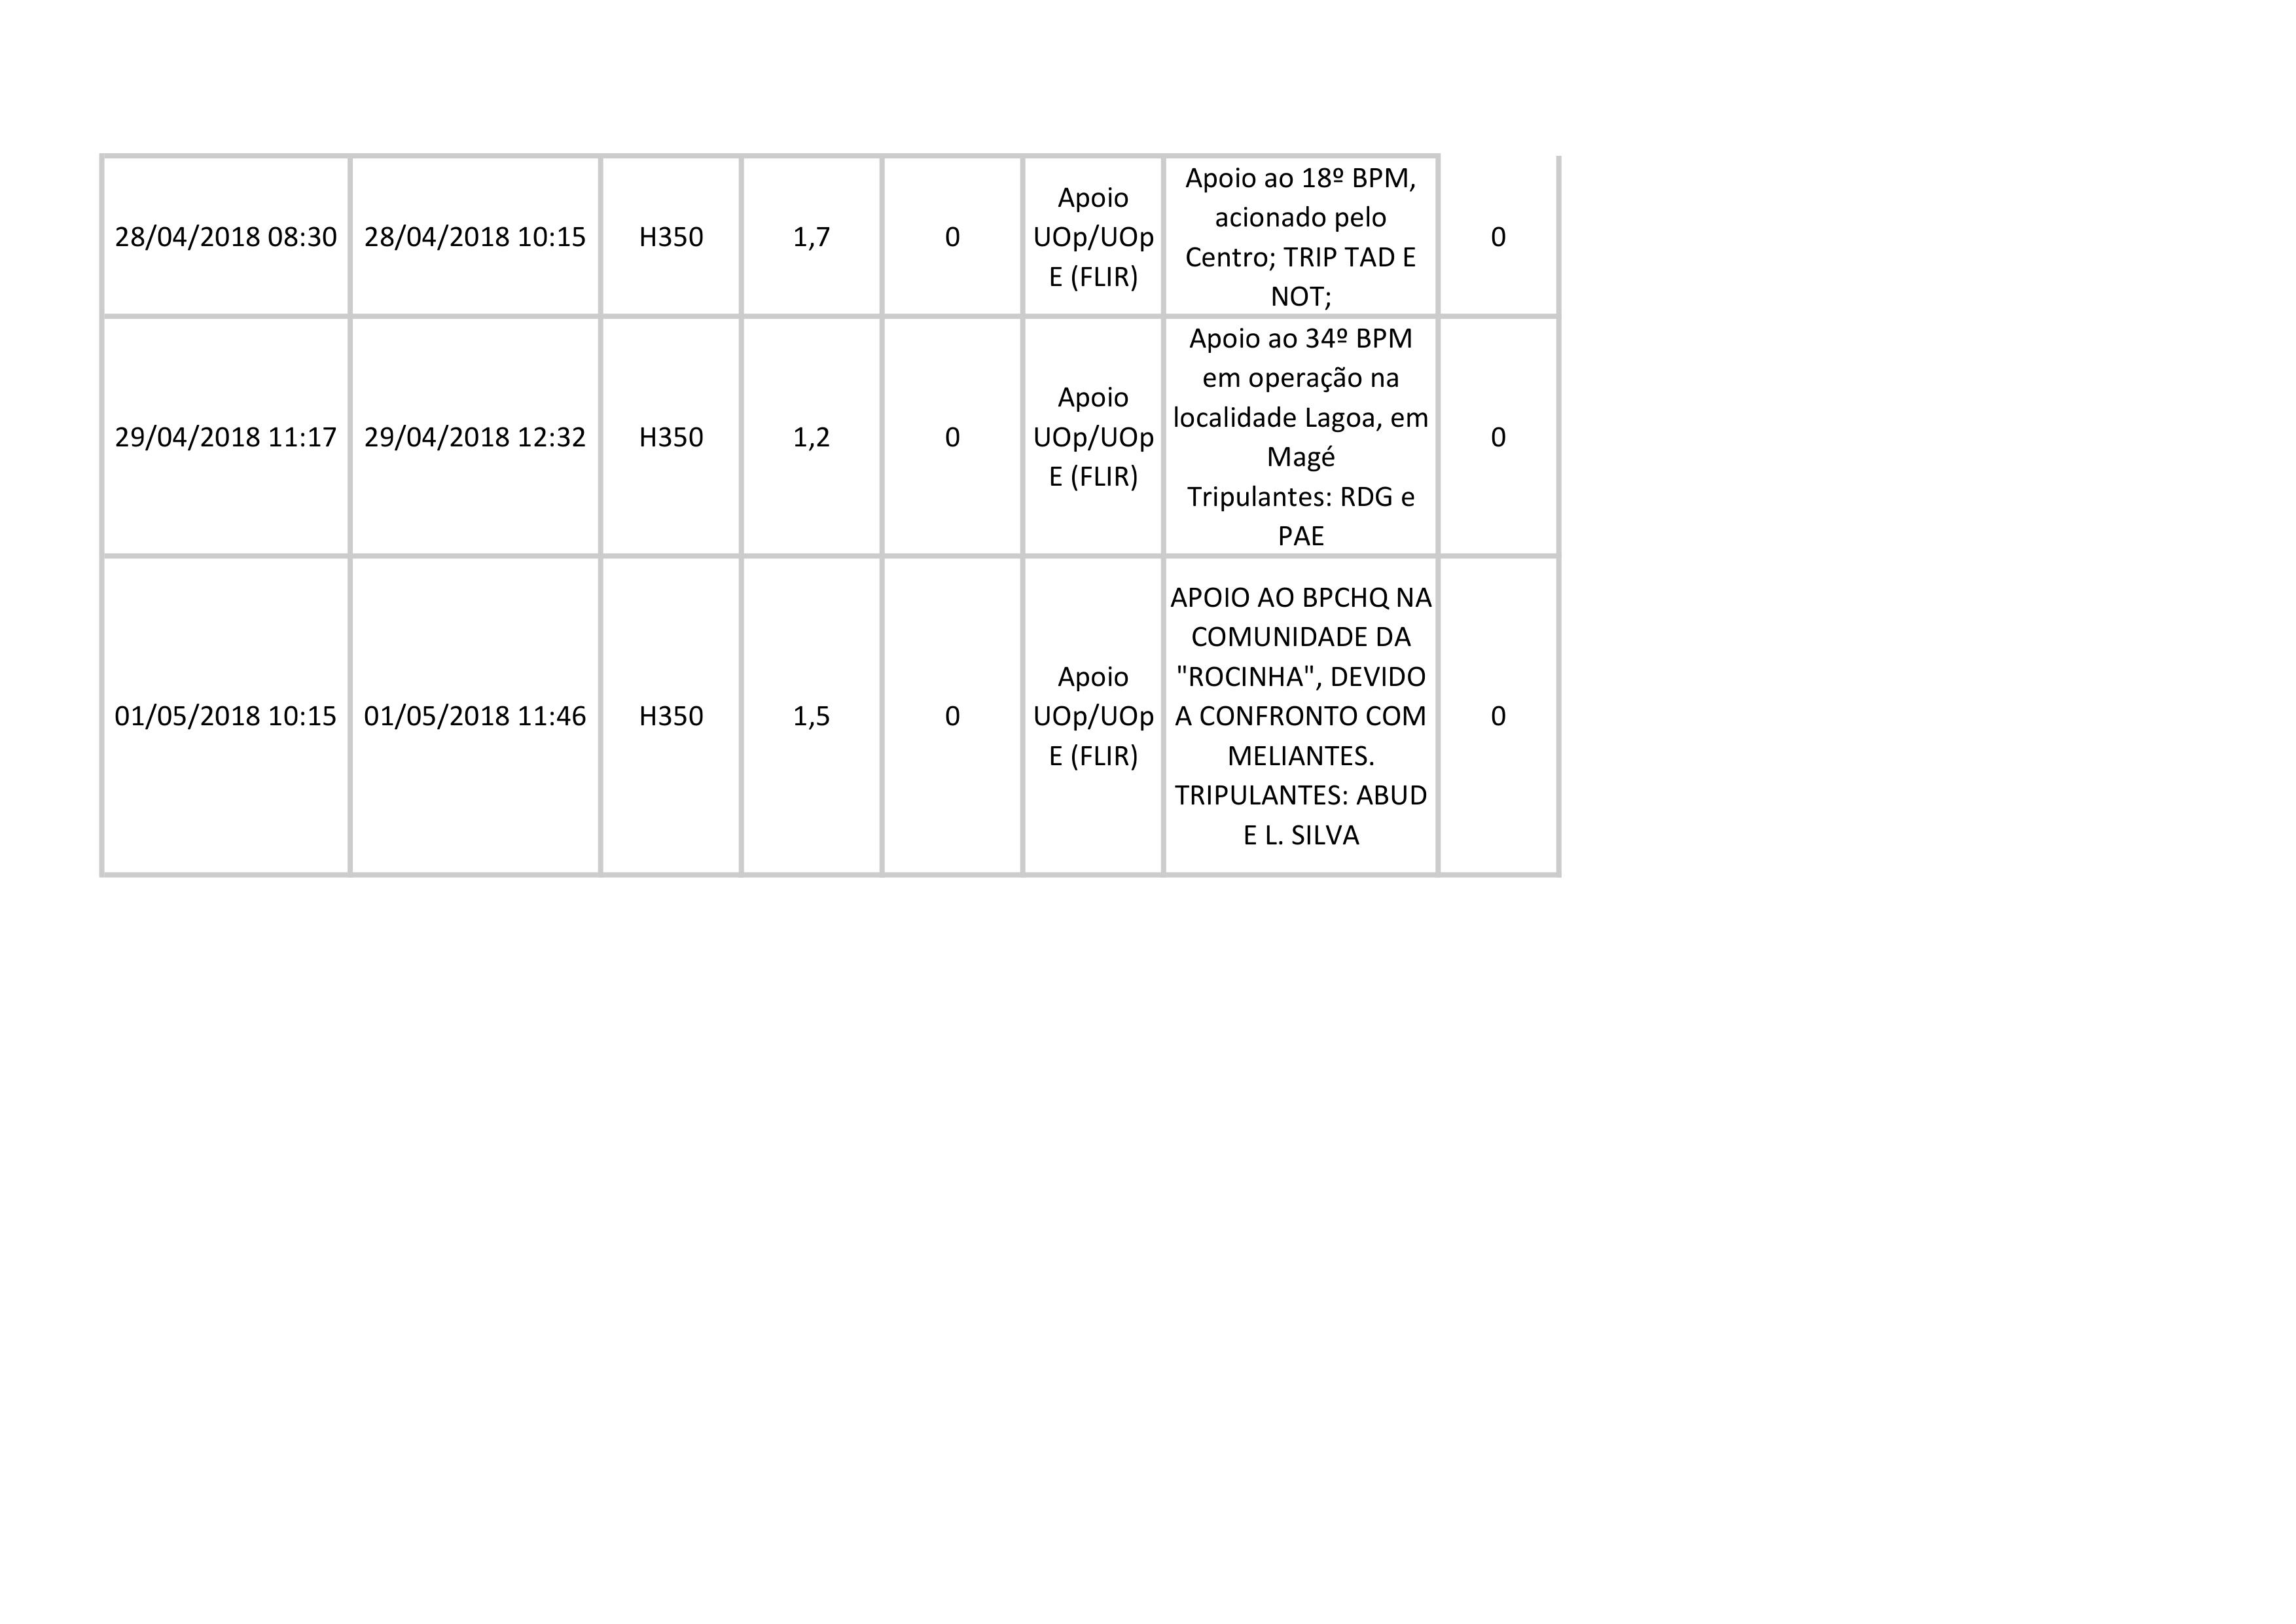 28/04/2018 08:30 28/04/2018 10:15 H350 1,7 0 Apoio UOp/UOp E (FLIR) Apoio ao 18º BPM, acionado pelo Centro; TRIP TAD E NOT; 0
29/04/2018 11:17 29/04/2018 12:32 H350 1,2 0 Apoio UOp/UOp E (FLIR) Apoio ao 34º BPM em operação na localidade Lagoa, em Magé Tripulantes: RDG e PAE 0
01/05/2018 10:15 01/05/2018 11:46 H350 1,5 0 Apoio UOp/UOp E (FLIR) APOIO AO BPCHQ NA COMUNIDADE DA "ROCINHA", DEVIDO A CONFRONTO COM MELIANTES. TRIPULANTES: ABUD E L. SILVA 0